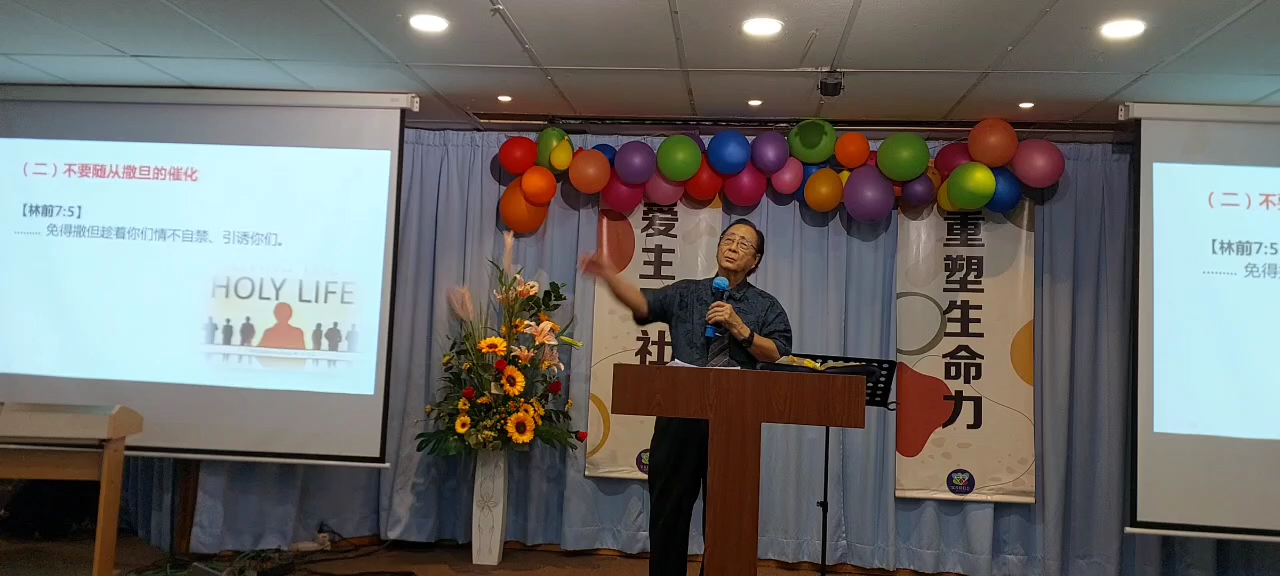 （二）不要随从撒旦的催化
【林前7:5】
……… 免得撒但趁着你们情不自禁、引诱你们。
HOLY LIFE
爱主
社
重塑生命力
（二）不
【林前7:5
……… 免得